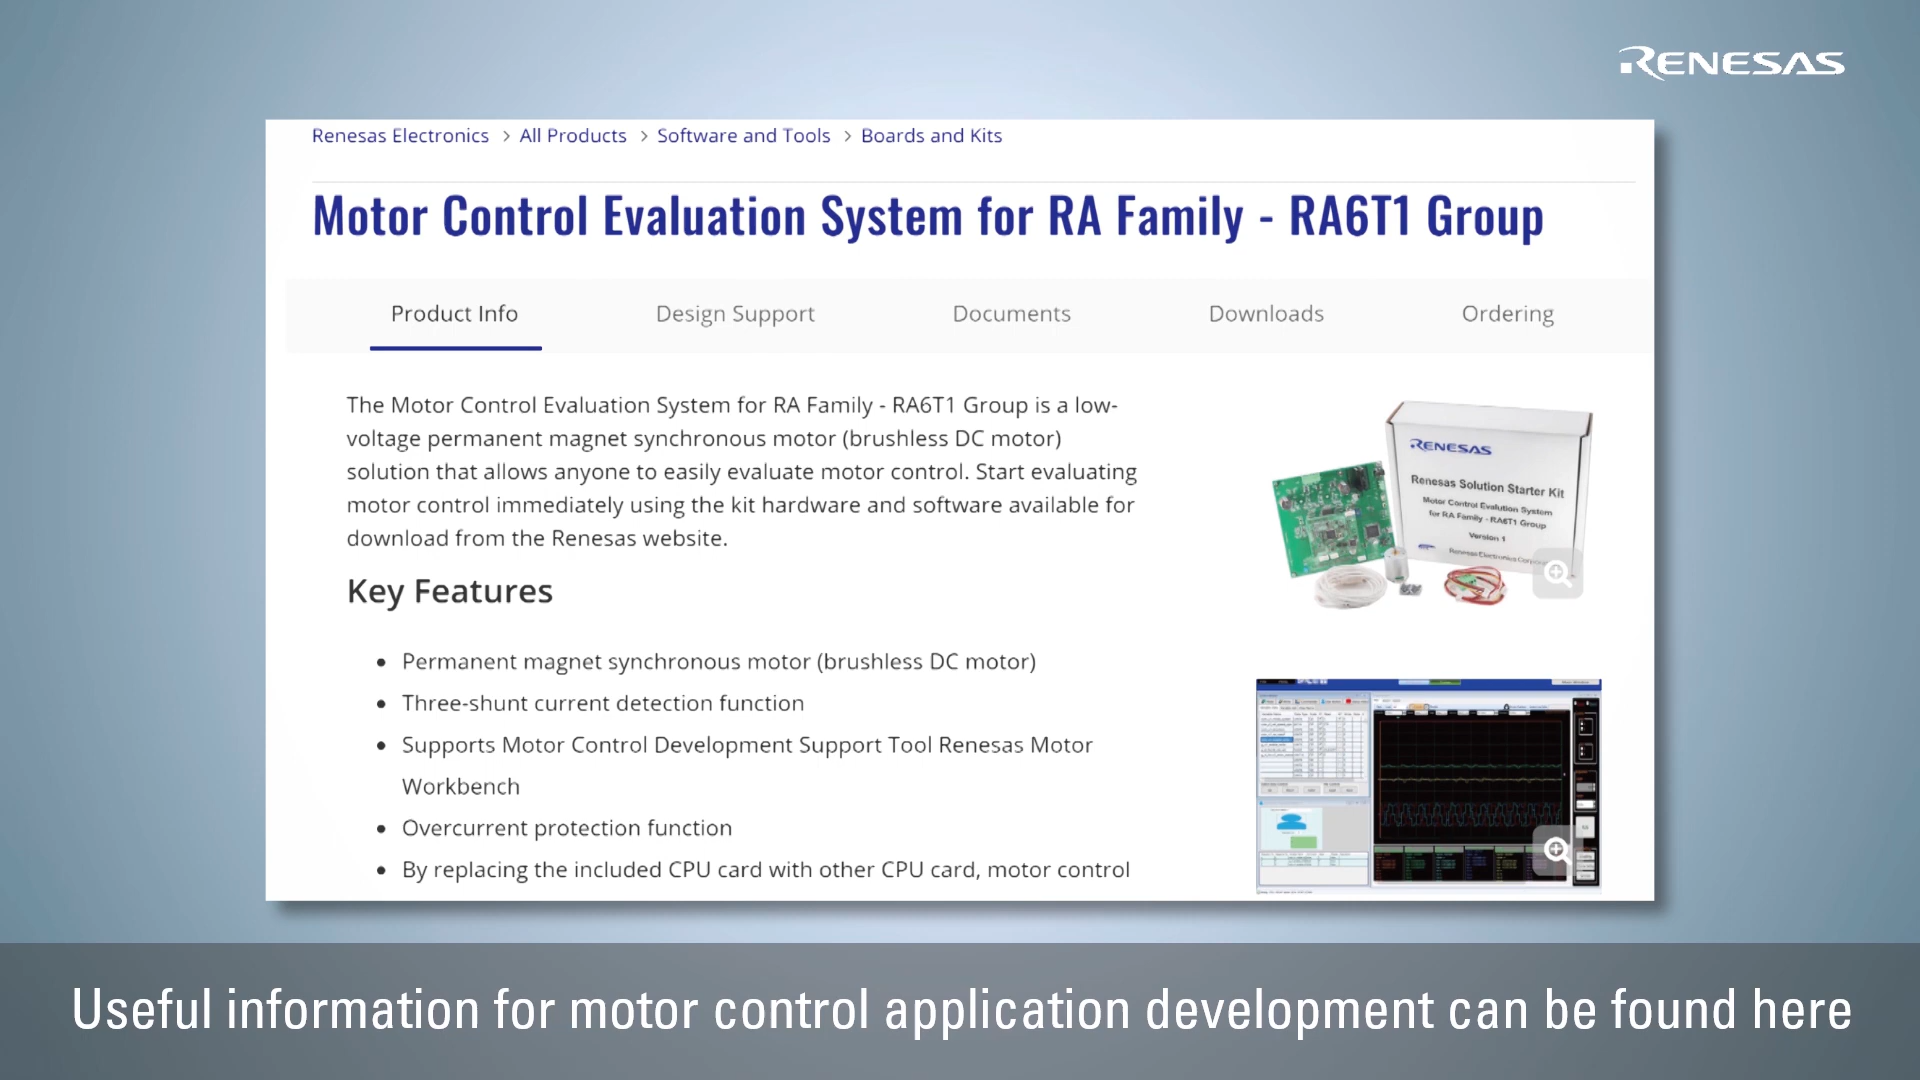 RENESAS
Renesas Electronics > All Products > Software and Tools > Boards and Kits
Motor Control Evaluation System for RA Family - RA6T1 Group
Product Info Design Support Documents Downloads Ordering
The Motor Control Evaluation System for RA Family - RA6T1 Group is a low-
voltage permanent magnet synchronous motor (brushless DC motor)
solution that allows anyone to easily evaluate motor control. Start evaluating
motor control immediately using the kit hardware and software available for
download from the Renesas website.
RENESAS
Renesas Solution Starter Kit
Motor Control Evalution System
for RA Family - RA6T1 Group
Version 1
Key Features
• Permanent magnet synchronous motor (brushless DC motor)
• Three-shunt current detection function
• Supports Motor Control Development Support Tool Renesas Motor
Workbench
• Overcurrent protection function
• By replacing the included CPU card with other CPU card, motor control
Useful information for motor control application development can be found here